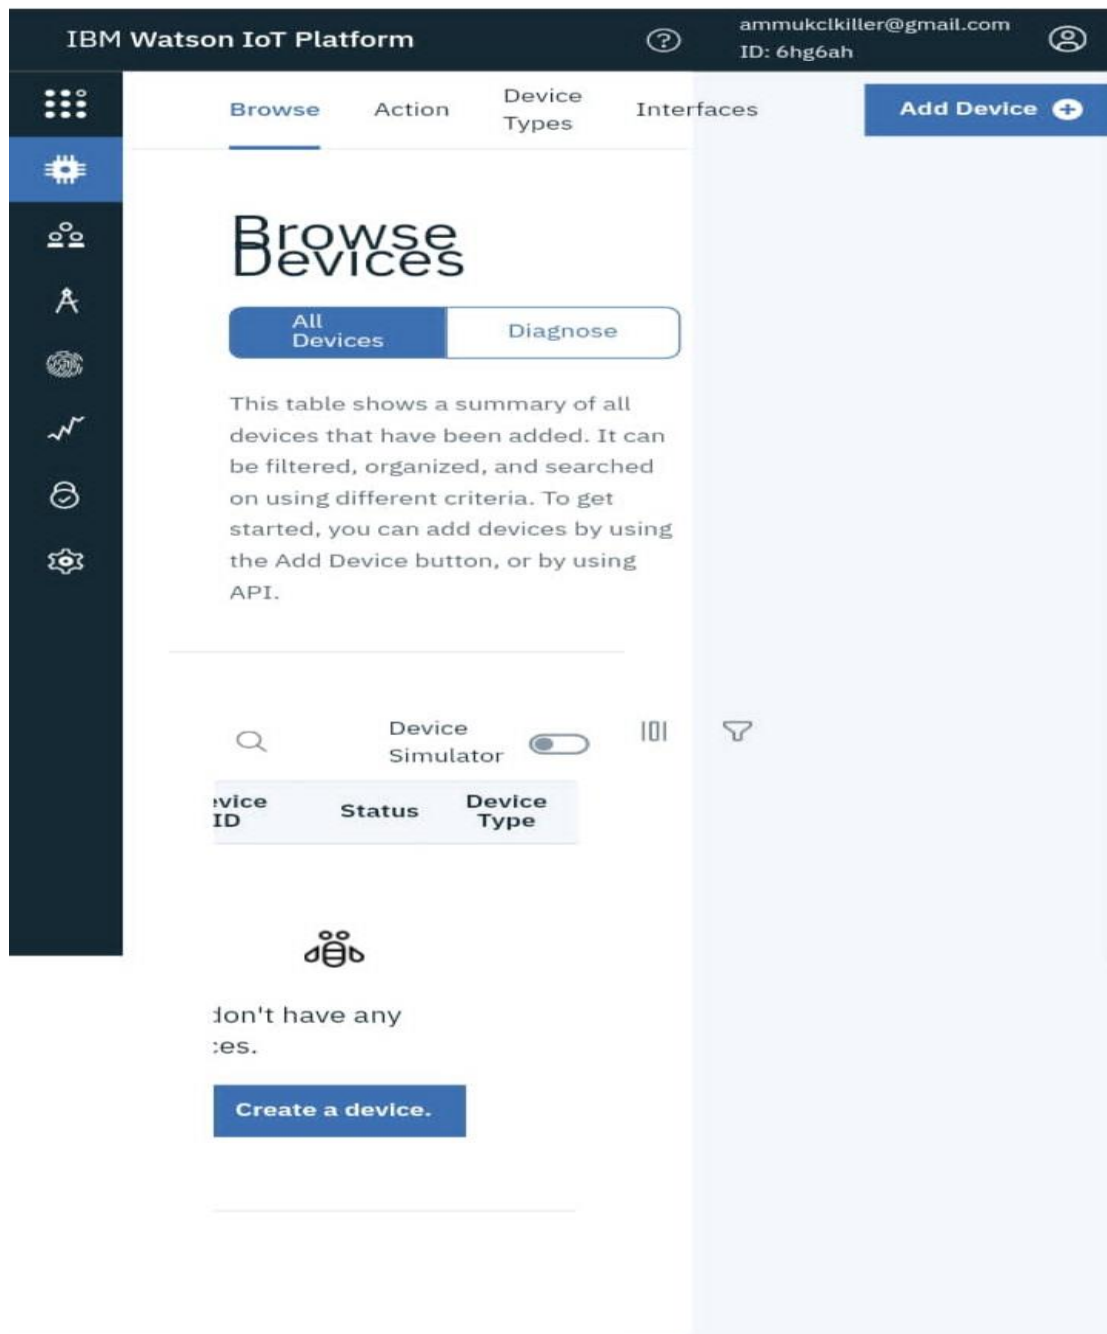 IBM Watson IoT Platform
ammukclkiller@gmail.com
ID: 6hg6ah
Browse
Action
Device
Types
Interfaces
Add Device
Browse
Devices
All
Devices
Diagnose
This table shows a summary of all
devices that have been added. It can
be filtered, organized, and searched
on using different criteria. To get
started, you can add devices by using
the Add Device button, or by using
API.
Device
Simulator
evice
ID
Status
Device
Type
don't have any
ces.
Create a device.